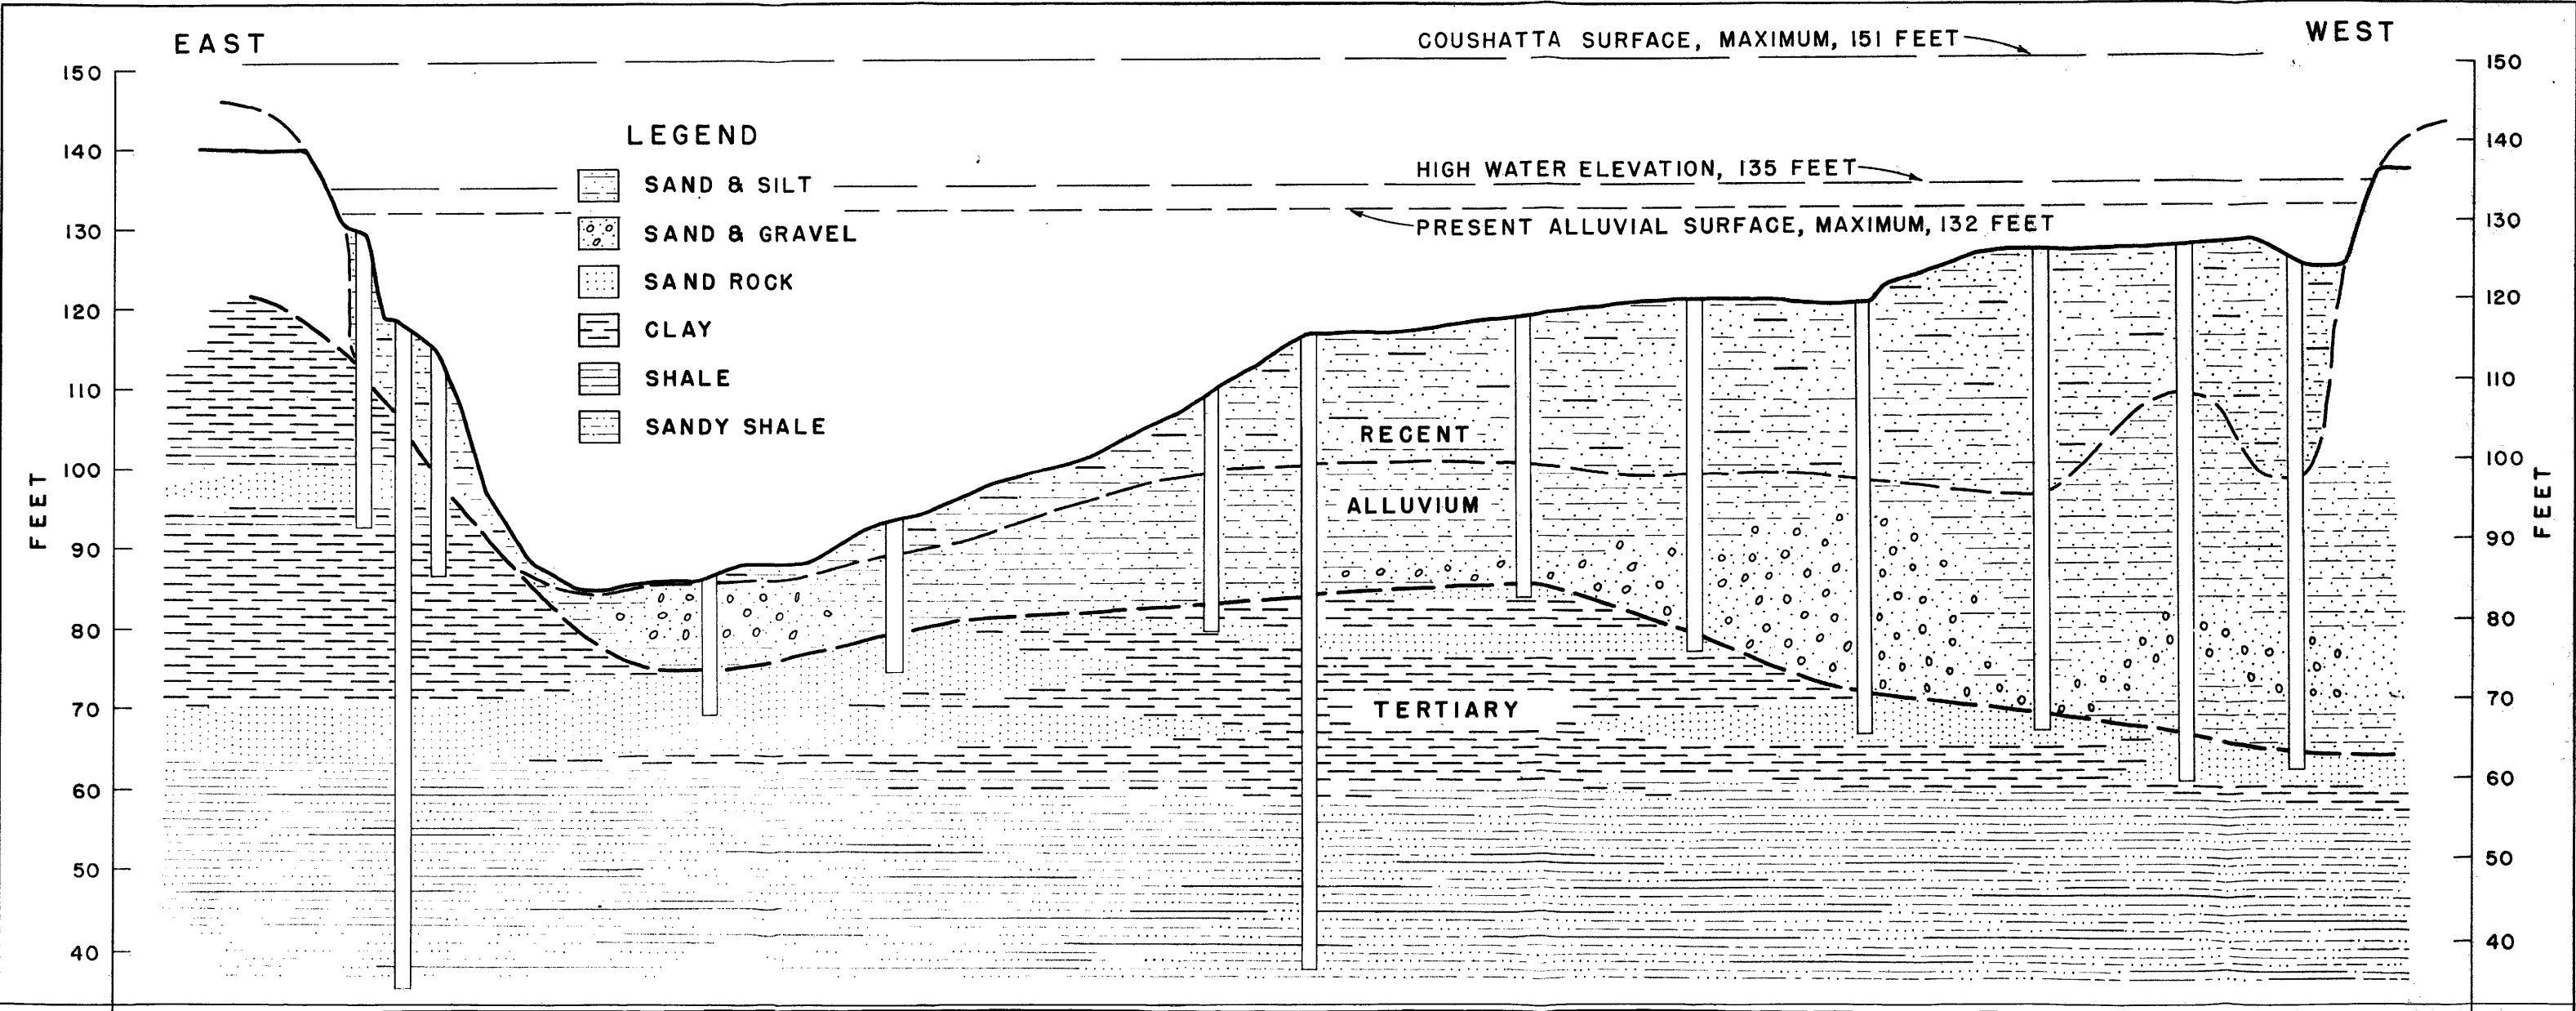 EAST
WEST
COUSHATTA SURFACE, MAXIMUM, 151 FEET
HIGH WATER ELEVATION, 135 FEET
PRESENT ALLUVIAL SURFACE, MAXIMUM, 132 FEET
LEGEND
SAND & SILT
SAND & GRAVEL
SAND ROCK
CLAY
SHALE
SANDY SHALE
RECENT
ALLUVIUM
TERTIARY
FEET
150
140
130
120
110
100
90
80
70
60
50
40
FEET
150
140
130
120
110
100
90
80
70
60
50
40